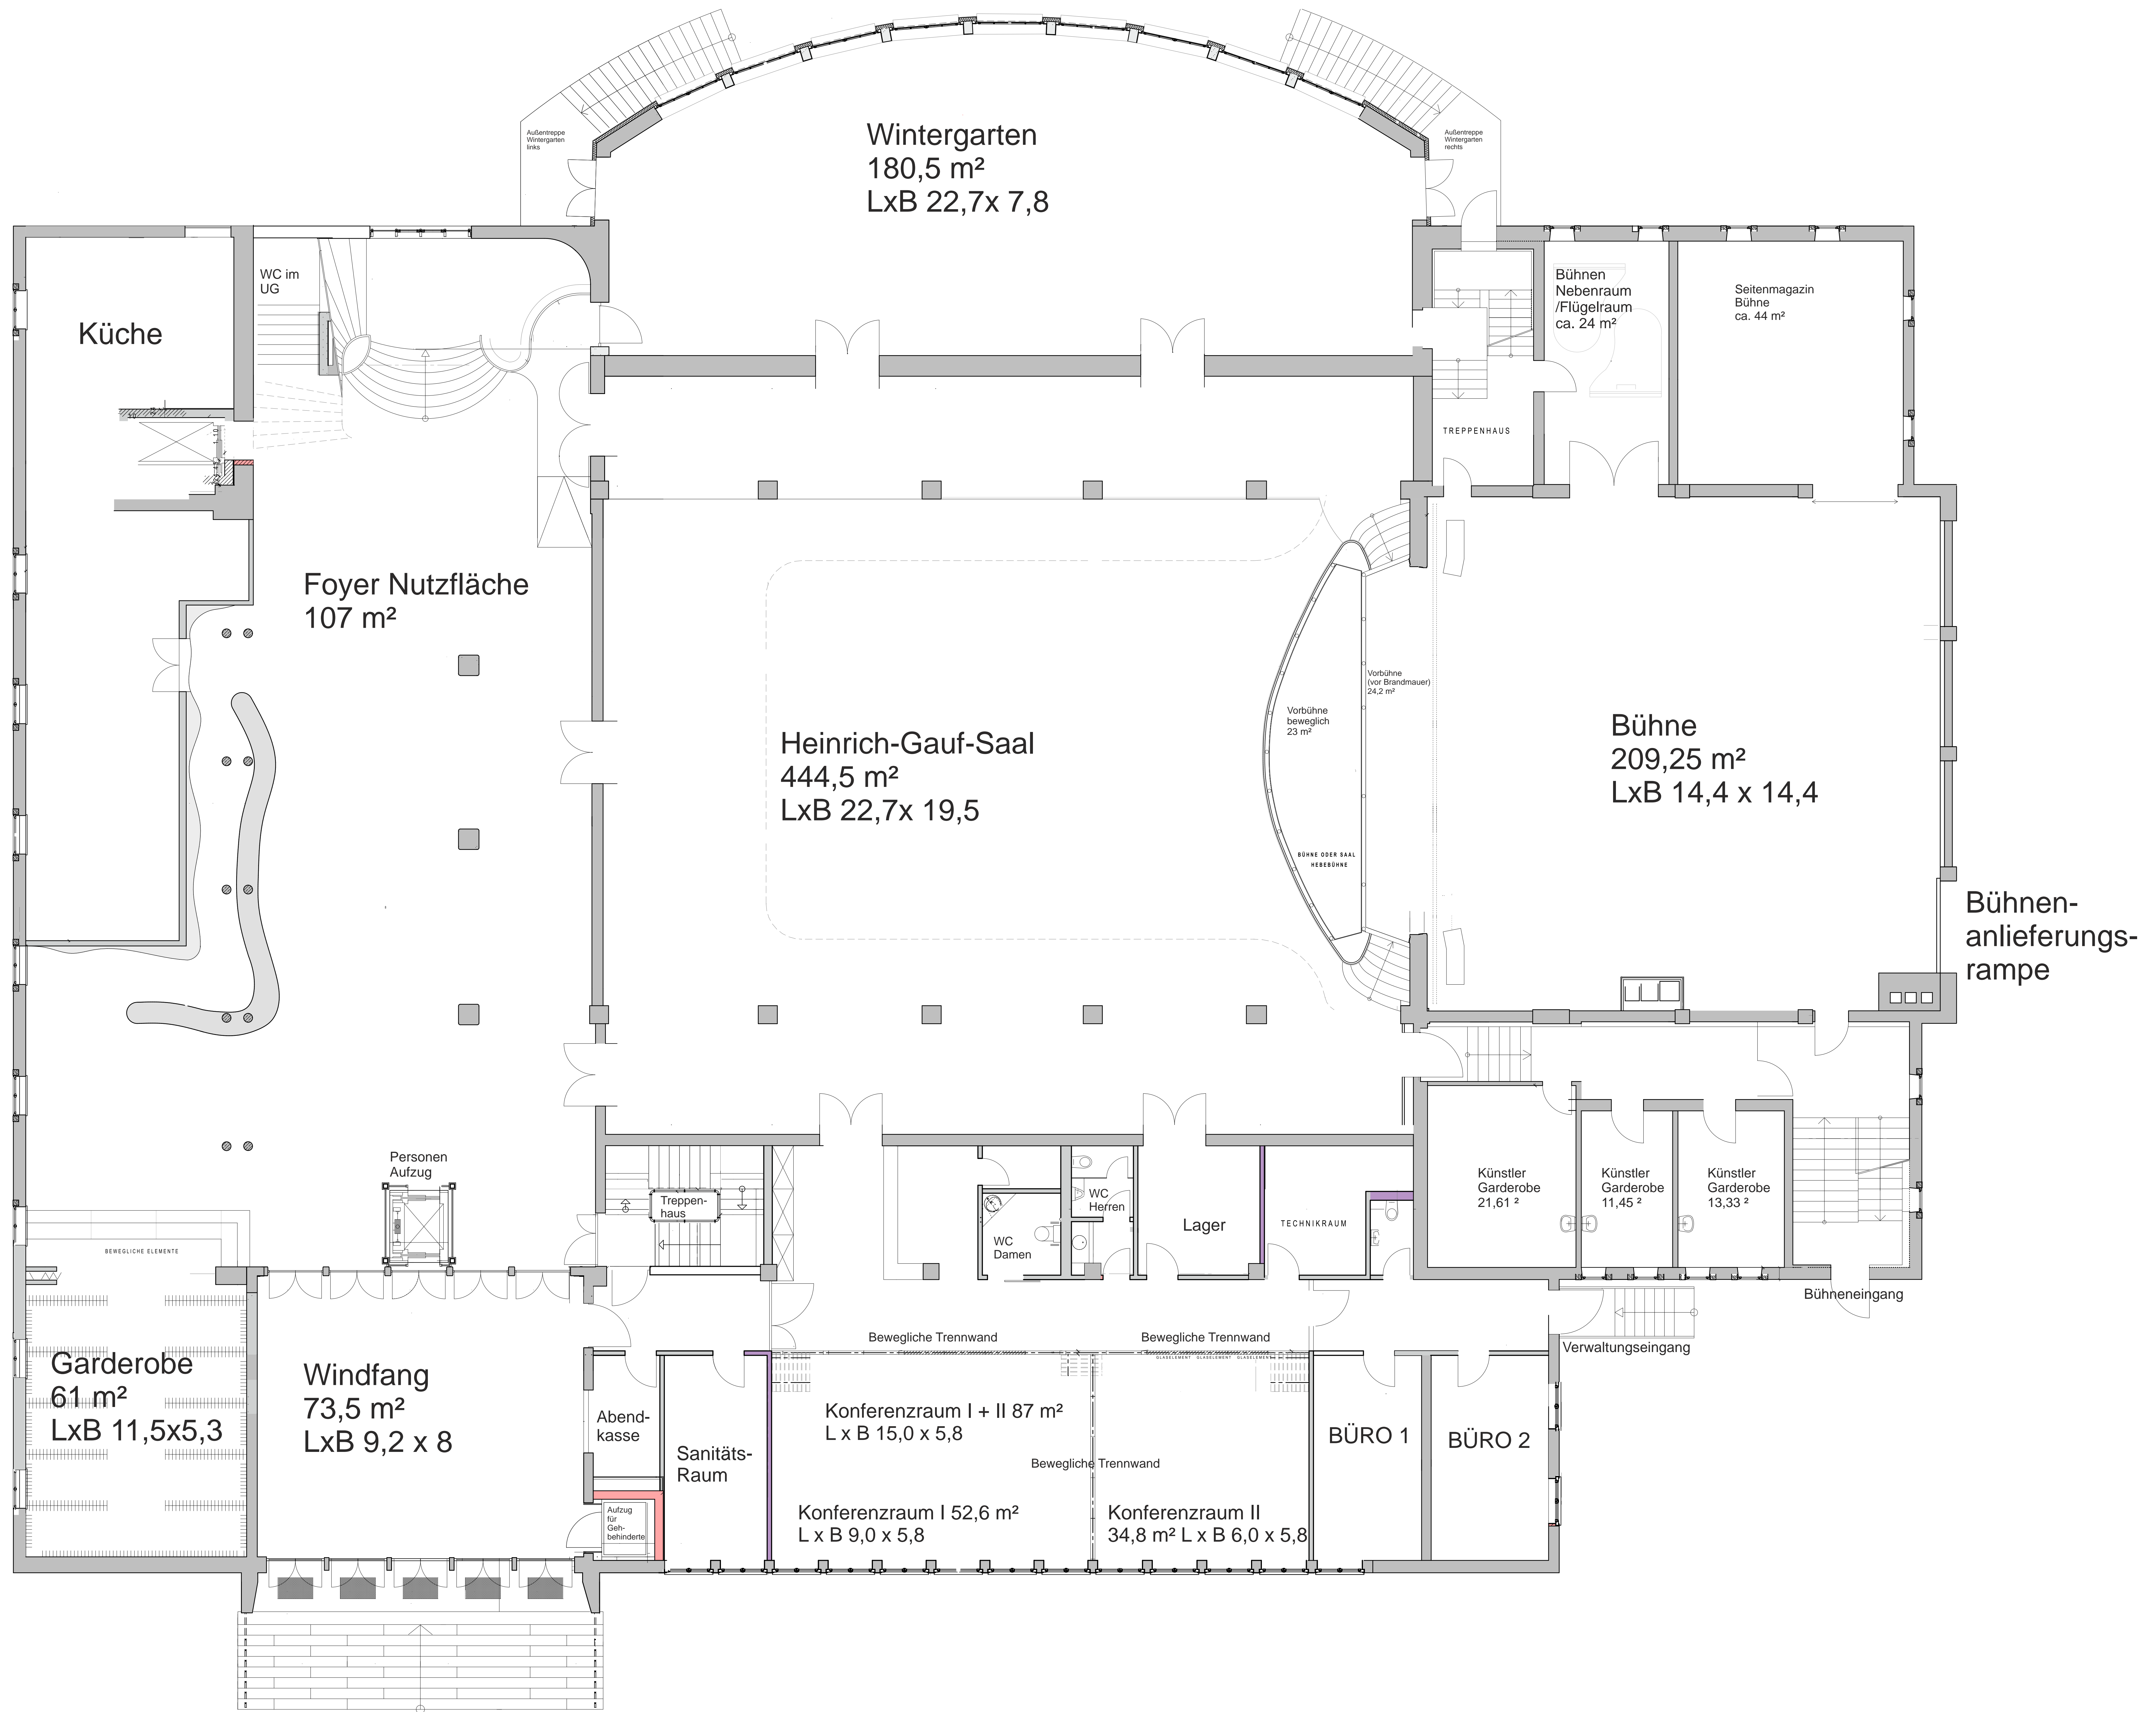 Außentreppe
Wintergarten
links
Wintergarten
180,5 m²
LxB 22,7x 7,8
Außentreppe
Wintergarten
rechts
Küche
WC im
UG
Bühnen
Nebenraum
/Flügelraum
ca. 24 m²
Seitenmagazin
Bühne
ca. 44 m²
TREPPENHAUS
Foyer Nutzfläche
107 m²
Heinrich-Gauf-Saal
444,5 m²
LxB 22,7x 19,5
Vorbühne
(vor Brandmauer)
24,2 m²
Vorbühne
beweglich
23 m²
BÜHNE ODER SAAL
HEBEBÜHNE
Bühne
209,25 m²
LxB 14,4 x 14,4
Bühnen-
anlieferungs-
rampe
Personen
Aufzug
BEWEGLICHE ELEMENTE
Treppen-
haus
WC
Damen
WC
Herren
Lager
TECHNIKRAUM
Künstler
Garderobe
21,61 ²
Künstler
Garderobe
11,45 ²
Künstler
Garderobe
13,33 ²
Bühneneingang
Verwaltungseingang
Garderobe
61 m²
LxB 11,5x5,3
Windfang
73,5 m²
LxB 9,2 x 8
Abend-
kasse
Aufzug
für
Geh-
behinderte
Sanitäts-
Raum
Bewegliche Trennwand
Bewegliche Trennwand
GLASELEMENT GLASELEMENT GLASELEMENT
Konferenzraum I + II 87 m²
L x B 15,0 x 5,8
Bewegliche Trennwand
Konferenzraum I 52,6 m²
L x B 9,0 x 5,8
Konferenzraum II
34,8 m² L x B 6,0 x 5,8
BÜRO 1
BÜRO 2